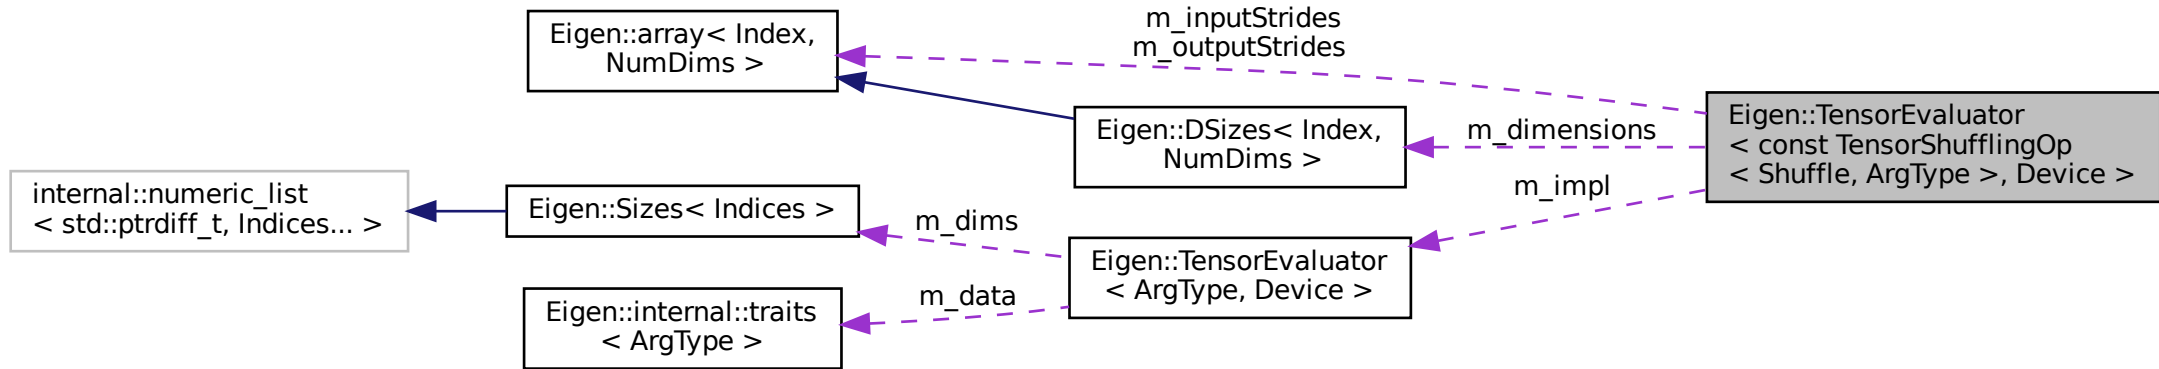 Eigen::array< Index,
NumDims >
m_inputStrides
m_outputStrides
Eigen::DSizes< Index,
NumDims >
m_dimensions
Eigen::TensorEvaluator
< const TensorShufflingOp
< Shuffle, ArgType >, Device >
internal::numeric_list
< std::ptrdiff_t, Indices... >
Eigen::Sizes< Indices >
m_dims
m_impl
Eigen::TensorEvaluator
< ArgType, Device >
Eigen::internal::traits
< ArgType >
m_data